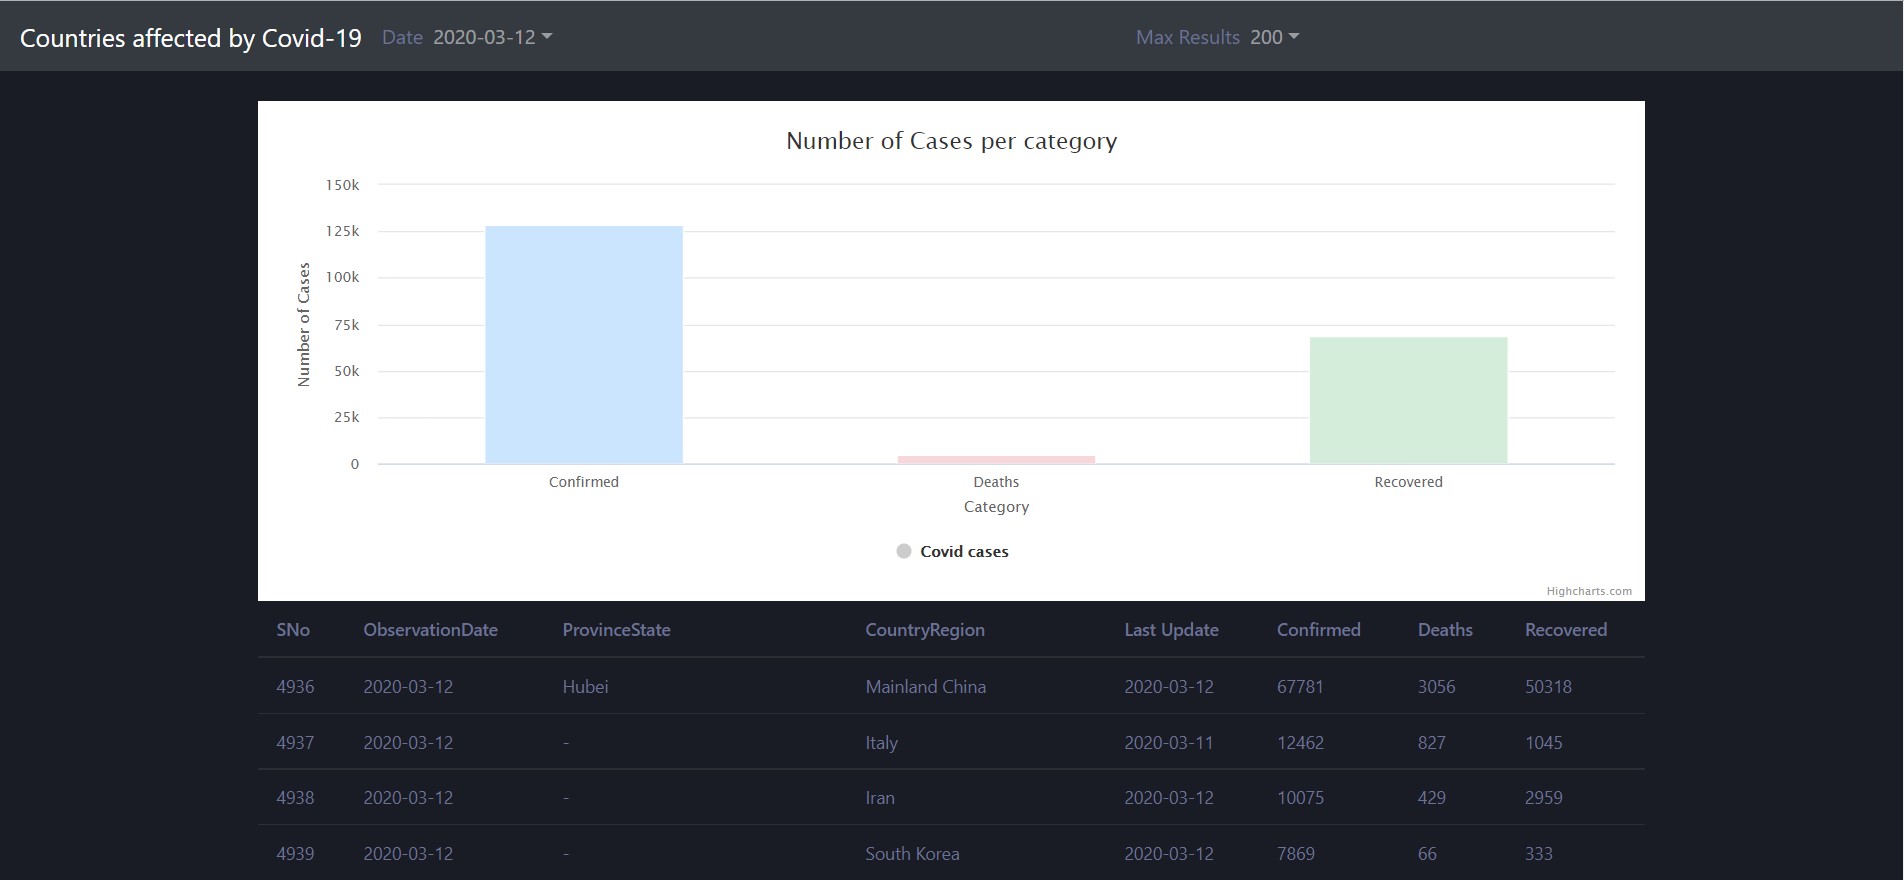 Countries affected by Covid-19 Date 2020-03-12 Max Results 200
Number of Cases per category
150k
125k
100k
75k
50k
25k
0
Number of Cases
Confirmed Deaths Recovered
Category
Covid cases
Highcharts.com
SNo ObservationDate ProvinceState CountryRegion Last Update Confirmed Deaths Recovered
4936 2020-03-12 Hubei Mainland China 2020-03-12 67781 3056 50318
4937 2020-03-12 - Italy 2020-03-11 12462 827 1045
4938 2020-03-12 - Iran 2020-03-12 10075 429 2959
4939 2020-03-12 - South Korea 2020-03-12 7869 66 333